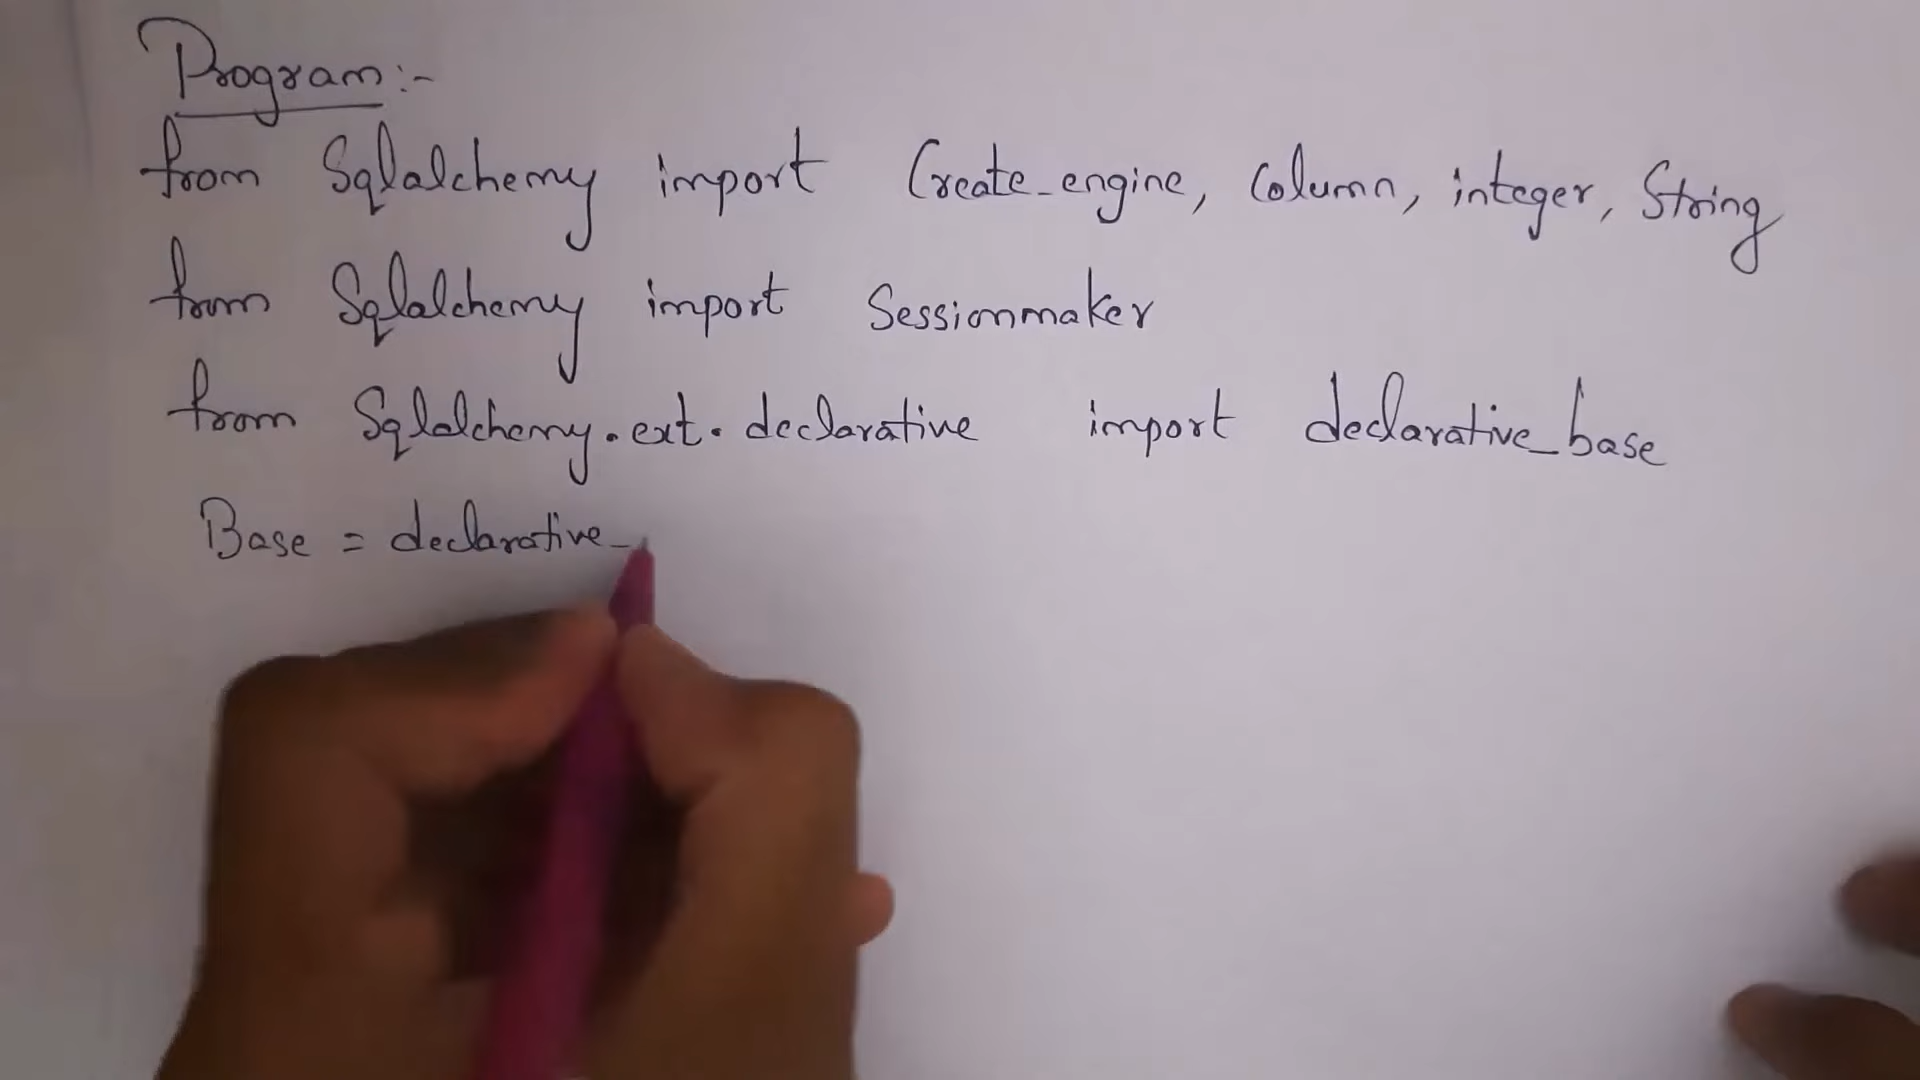 Program:-
from Sqlalchemy import Create_engine, Column, integer, String
from Sqlalchemy import Sessionmaker
from Sqlalchemy.ext.declarative import declarative_base
Base = declarative_